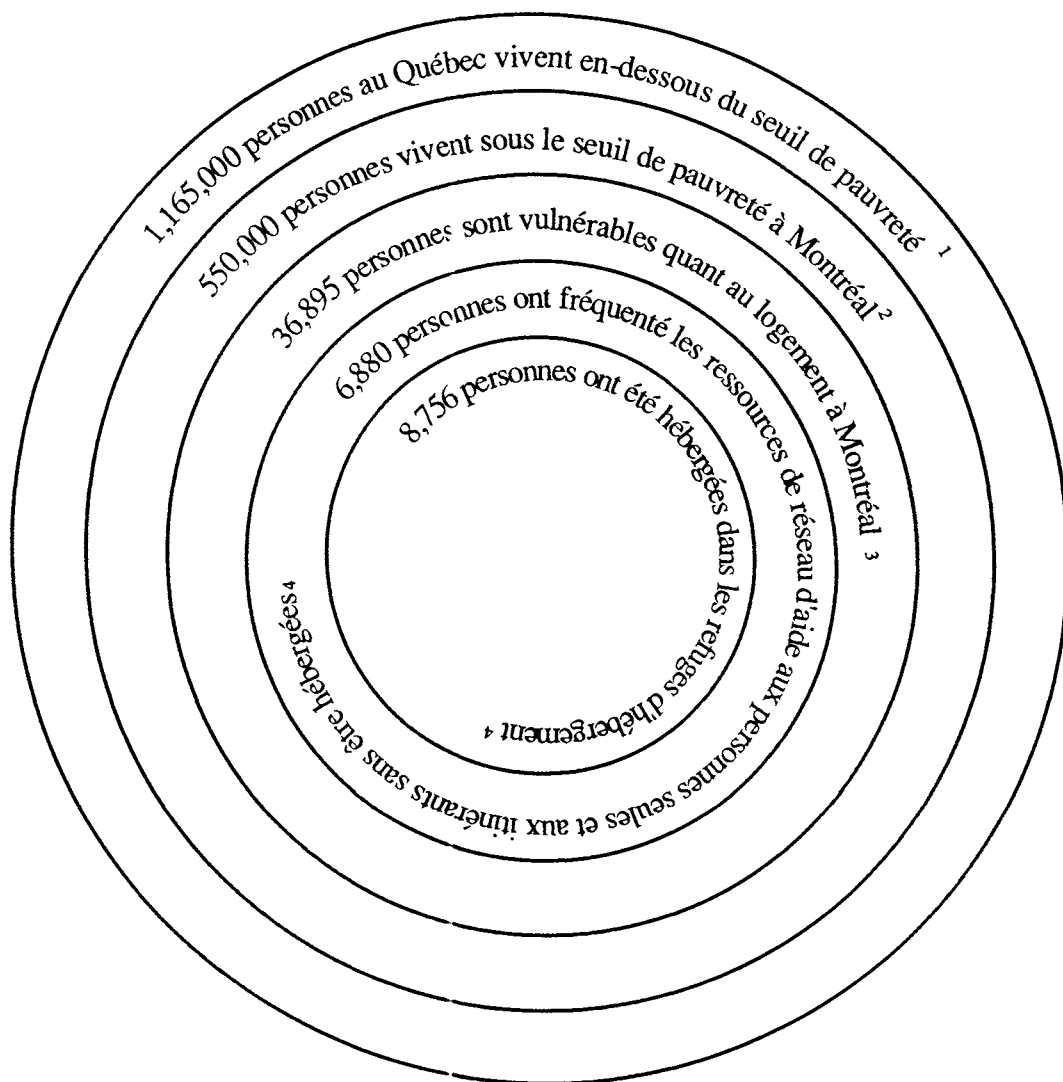 1,165,000 personnes au Québec vivent en-dessous du seuil de pauvreté 1
550,000 personnes vivent sous le seuil de pauvreté à Montréal 2
36,895 personnes sont vulnérables quant au logement à Montréal 3
6,880 personnes ont fréquenté les ressources de réseau d'aide aux personnes seules et aux itinérants sans être hébergées 4
8,756 personnes ont été hébergées dans les refuges d'hébergement 4